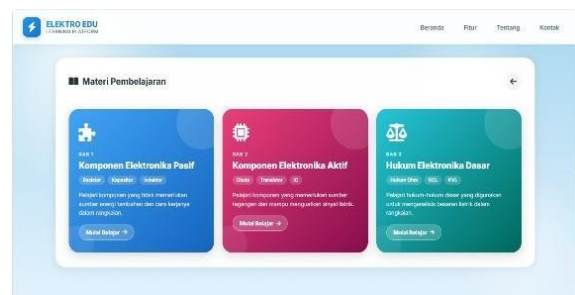 ELEKTRO EDU
LEARNING PLATFORM
Beranda Fitur Tentang Kontak
Materi Pembelajaran
BAB 1
Komponen Elektronika Pasif
Resistor Kapasitor Induktor
Pelajari komponen yang tidak memerlukan
sumber energi tambahan dan cara kerjanya
dalam rangkaian.
Mulai Belajar →
BAB 2
Komponen Elektronika Aktif
Dioda Transistor IC
Pelajari komponen yang memerlukan sumber
tegangan dan mampu menguatkan sinyal listrik.
Mulai Belajar →
BAB 3
Hukum Elektronika Dasar
Hukum Ohm KCL KVL
Pelajari hukum-hukum dasar yang digunakan
untuk menganalisis besaran listrik dalam
rangkaian.
Mulai Belajar →